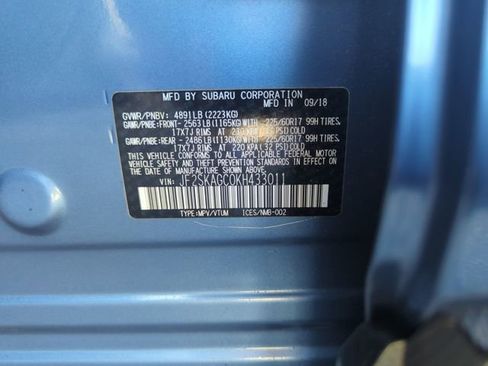 MFD BY SUBARU CORPORATION
MFD IN 09/18
GVWR/PNBV: 4891LB(2223KG)
GAWR/PNBE:FRONT-2563LB(1165KG)WITH -225/60R17 99H TIRES,
17X7J RIMS AT 230 KPA PSI COLD
GAWR/PNBE:REAR -2486LB(1130KG)WITH -225/60R17 99H TIRES,
17X7J RIMS AT 220 KPA(32 PSI COLD
THIS VEHICLE CONFORMS TO ALL APPLICABLE FEDERAL MOTOR
VEHICLE SAFETY BUMPER,AND THEFT PREVENTION STANDARDS IN EFFECT
ON THE DATE OF MANUFACTURE SHOWN ABOVE.
VIN: JF2SKAGC0KH433011
TYPE:MPV/VTUM ICES/NMB-002